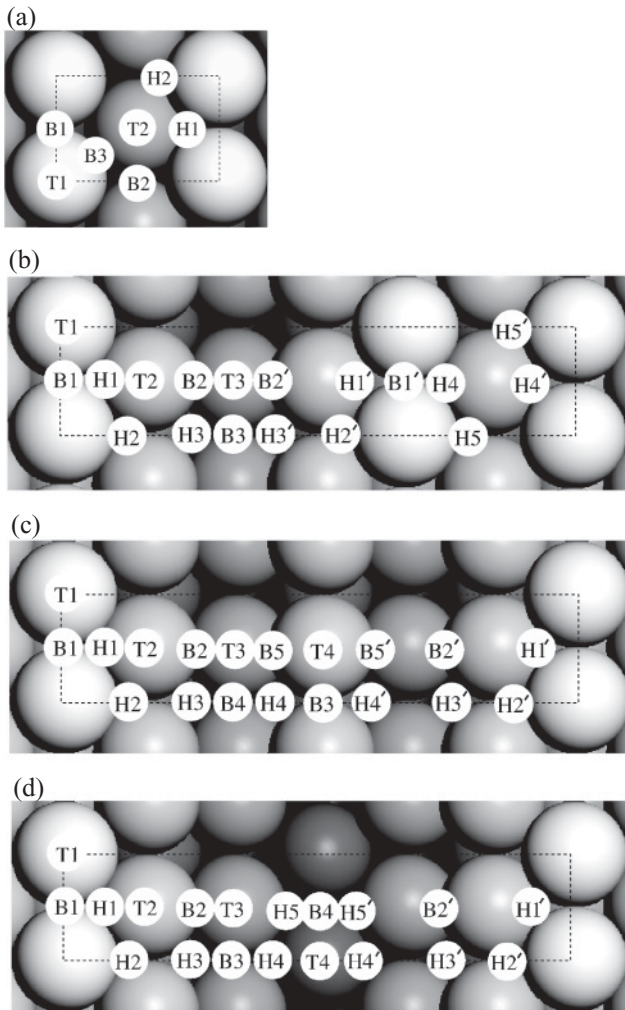 (a)
H2
B1 T2 H1
B3
T1 B2
(b)
T1 H5′
B1 H1 T2 B2 T3 B2′ H1′ B1′ H4 H4′
H2 H3 B3 H3′ H2′ H5
(c)
T1
B1 H1 T2 B2 T3 B5 T4 B5′ B2′ H1′
H2 H3 B4 H4 B3 H4′ H3′ H2′
(d)
T1
B1 H1 T2 B2 T3 H5 B4 H5′ B2′ H1′
H2 H3 B3 H4 T4 H4′ H3′ H2′